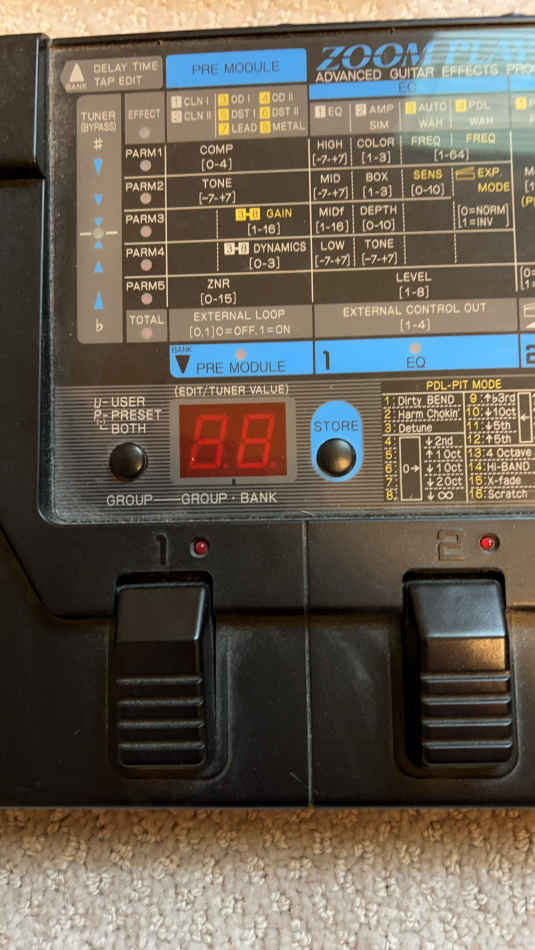 DELAY TIME
TAP EDIT
BANK
PRE MODULE
ZOOM PLAY
ADVANCED GUITAR EFFECTS PRO
EQ
TUNER
(BYPASS)
♯
♭
EFFECT
1 CLN I 3 OD I 4 OD II
2 CLN II 5 DST I 6 DST II
7 LEAD 8 METAL
1 EQ 2 AMP SIM 3 AUTO WAH 4 PDL WAH
PARM1 COMP [0-4] HIGH [-7-+7] COLOR [1-3] FREQ FREQ [1-64]
PARM2 TONE [-7-+7] MID [-7-+7] BOX [1-3] SENS [0-10] EXP. MODE
PARM3 3-8 GAIN [1-16] MIDf [1-16] DEPTH [0-10] [0=NORM] 1=INV
PARM4 3-8 DYNAMICS [0-3] LOW [-7-+7] TONE [-7-+7]
PARM5 ZNR [0-15] LEVEL [1-8]
TOTAL EXTERNAL LOOP [0,1]0=OFF,1=ON EXTERNAL CONTROL OUT [1-4]
BANK PRE MODULE 1 EQ 2
(EDIT/TUNER VALUE)
U-USER
P-PRESET
BOTH
8.8.
STORE
GROUP GROUP · BANK
PDL-PIT MODE
1. Dirty BEND
2. Harm Chokin'
3. Detune
4. ↓2nd
5. ↑1Oct
6. 0→ ↓1Oct
7. ↓2Oct
8. ↓∞
9. ↑♭3rd
10. ↓1Oct
11. ↓5th
12. ↑6th
13. 4 Octave
14. Hi-BAND
15. X-fade
16. Scratch
1
2